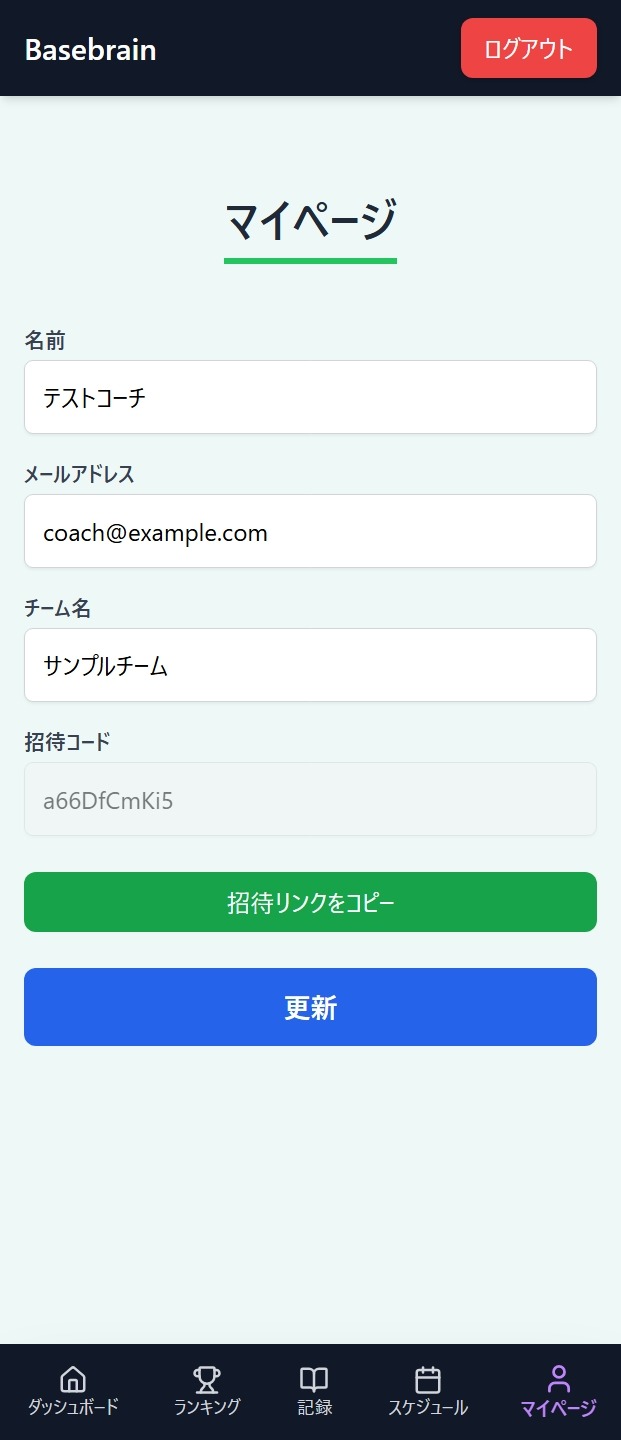 Basebrain
ログアウト
マイページ
名前
テストコーチ
メールアドレス
coach@example.com
チーム名
サンプルチーム
招待コード
a66DfCmKi5
招待リンクをコピー
更新
ダッシュボード
ランキング
記録
スケジュール
マイページ